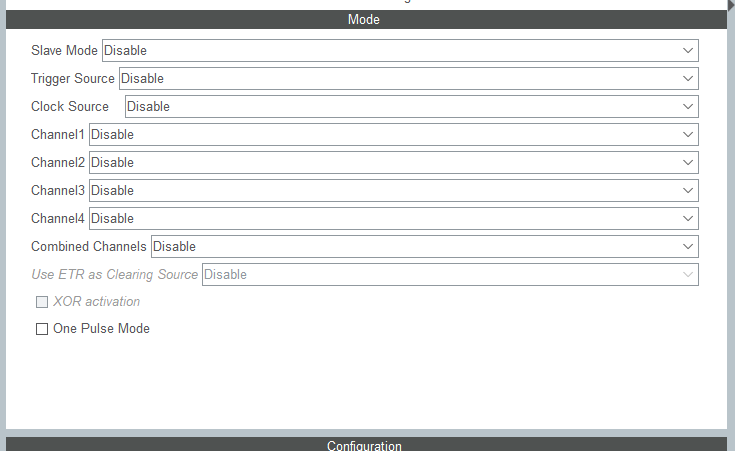 Mode
Slave Mode Disable
Trigger Source Disable
Clock Source Disable
Channel1 Disable
Channel2 Disable
Channel3 Disable
Channel4 Disable
Combined Channels Disable
Use ETR as Clearing Source Disable
XOR activation
One Pulse Mode
Configuration